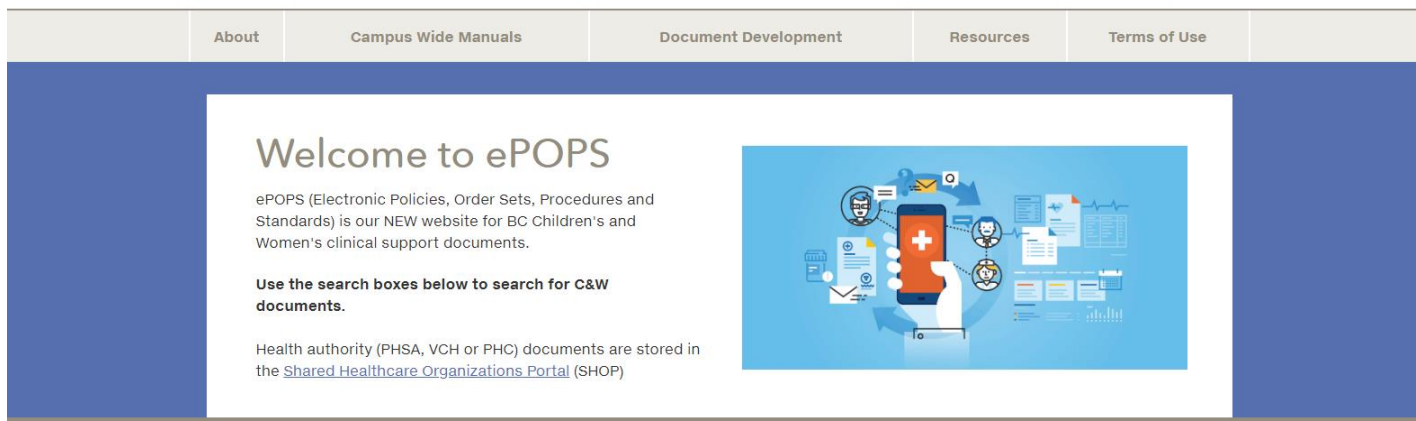 About
Campus Wide Manuals
Document Development
Resources
Terms of Use
Welcome to ePOPS
ePOPS (Electronic Policies, Order Sets, Procedures and
Standards) is our NEW website for BC Children's and
Women's clinical support documents.
Use the search boxes below to search for C&W
documents.
Health authority (PHSA, VCH or PHC) documents are stored in
the Shared Healthcare Organizations Portal (SHOP)